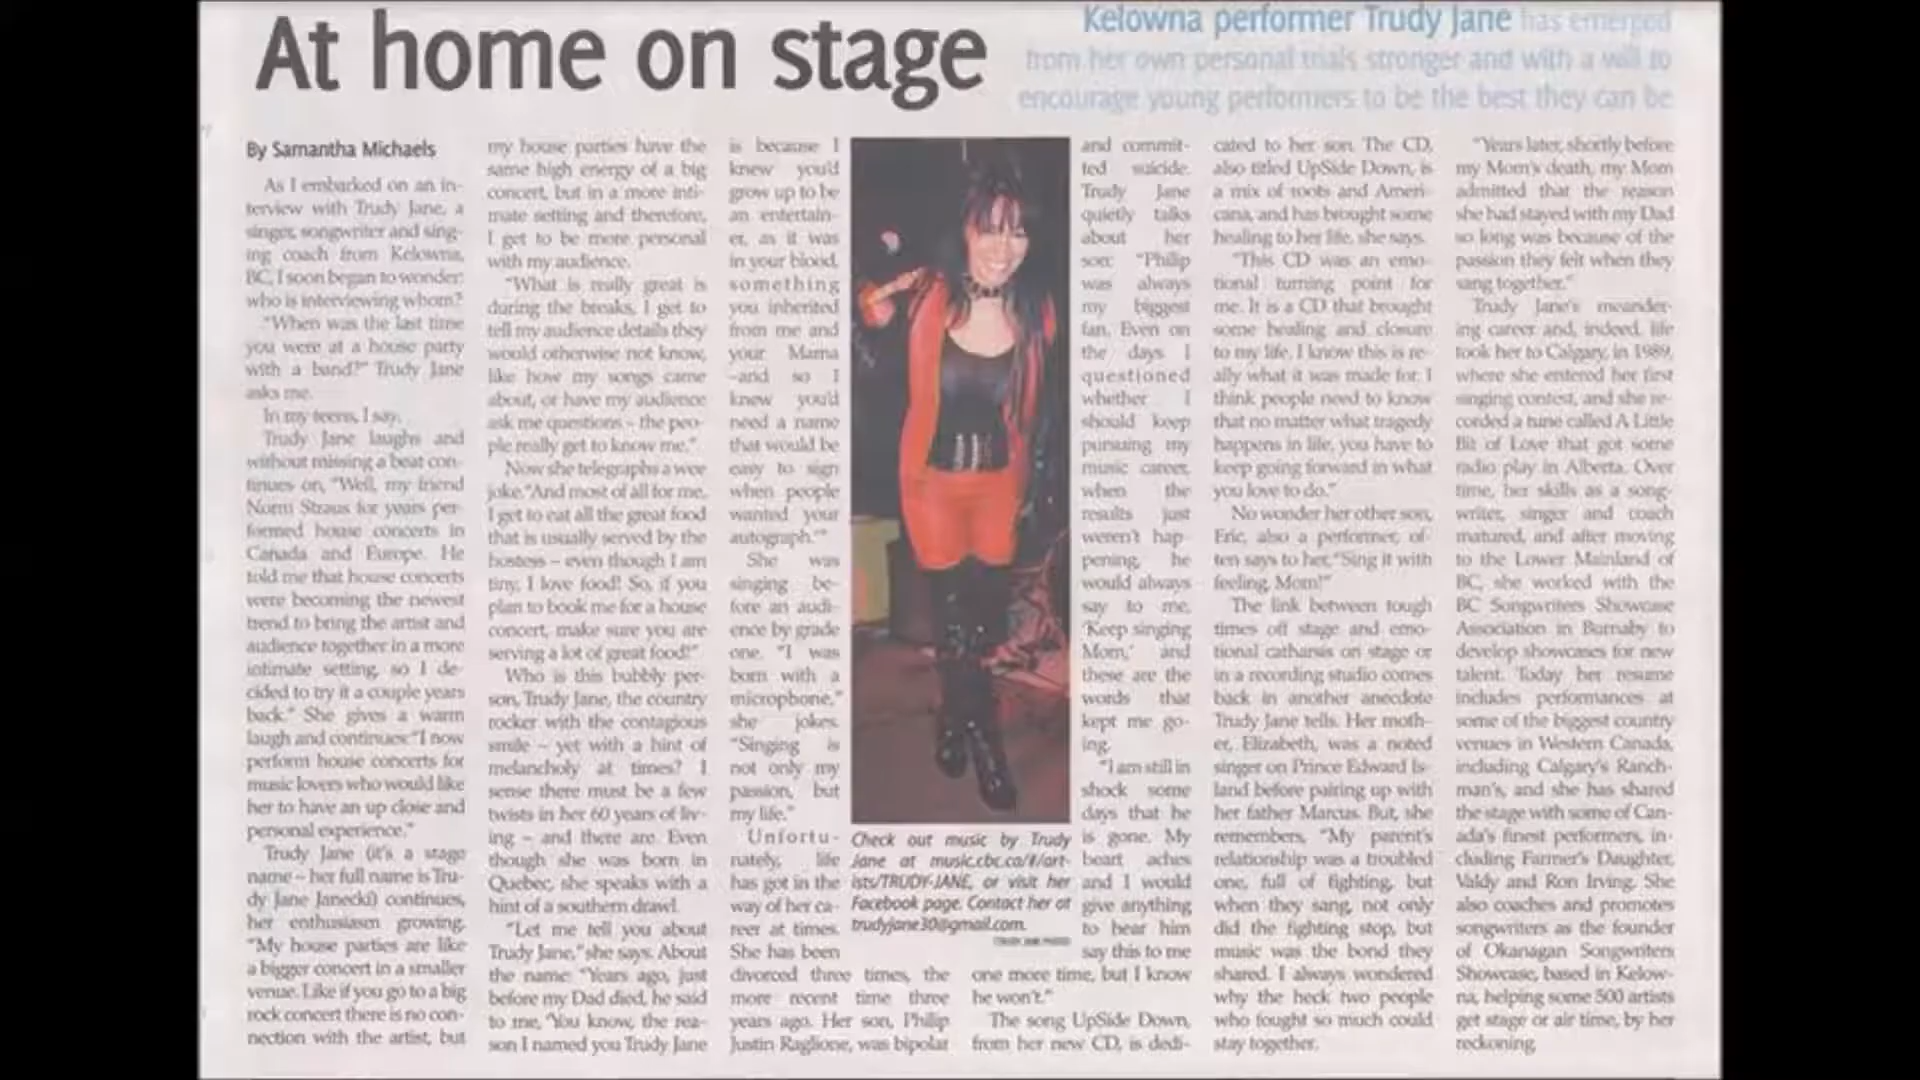 At home on stage
Kelowna performer Trudy Jane has emerged
from her own personal trials stronger and with a will to
encourage young performers to be the best they can be
By Samantha Michaels
As I embarked on an in-
terview with Trudy Jane, a
singer, songwriter and sing-
ing coach from Kelowna,
BC, I soon began to wonder:
who is interviewing whom?
"When was the last time
you were at a house party
with a band?" Trudy Jane
asks me.
In my teens, I say.
Trudy Jane laughs and
without missing a beat con-
tinues on, "Well, my friend
Norm Straus for years per-
formed house concerts in
Canada and Europe. He
told me that house concerts
were becoming the newest
trend to bring the artist and
audience together in a more
intimate setting, so I de-
cided to try it a couple years
back." She gives a warm
laugh and continues: "I now
perform house concerts for
music lovers who would like
her to have an up close and
personal experience."
Trudy Jane (it's a stage
name – her full name is Tru-
dy Jane Janecki) continues,
her enthusiasm growing.
"My house parties are like
a bigger concert in a smaller
venue. Like if you go to a big
rock concert there is no con-
nection with the artist, but
my house parties have the
same high energy of a big
concert, but in a more inti-
mate setting and therefore,
I get to be more personal
with my audience.
"What is really great is
during the breaks, I get to
tell my audience details they
would otherwise not know,
like how my songs came
about, or have my audience
ask me questions – the peo-
ple really get to know me."
Now she telegraphs a wee
joke. "And most of all for me,
I get to eat all the great food
that is usually served by the
hostess – even though I am
tiny, I love food! So, if you
plan to book me for a house
concert, make sure you are
serving a lot of great food!"
Who is this bubbly per-
son, Trudy Jane, the country
rocker with the contagious
smile – yet with a hint of
melancholy at times? I
sense there must be a few
twists in her 60 years of liv-
ing – and there are. Even
though she was born in
Quebec, she speaks with a
hint of a southern drawl.
"Let me tell you about
Trudy Jane," she says. About
the name: "Years ago, just
before my Dad died, he said
to me, 'You know, the rea-
son I named you Trudy Jane
is because I
knew you'd
grow up to be
an entertain-
er, as it was
in your blood,
something
you inherited
from me and
your Mama
–and so I
knew you'd
need a name
that would be
easy to sign
when people
wanted your
autograph.'"
She was
singing be-
fore an audi-
ence by grade
one. "I was
born with a
microphone,"
she jokes.
"Singing is
not only my
passion, but
my life."
Unfortu-
nately, life
has got in the
way of her ca-
reer at times.
She has been
divorced three times, the
more recent time three
years ago. Her son, Philip
Justin Raglione, was bipolar
Check out music by Trudy
Jane at music.cbc.ca/#/art-
ists/TRUDY-JANE, or visit her
Facebook page. Contact her at
trudyjane30@gmail.com.
TRUDY JANE PHOTO
and commit-
ted suicide.
Trudy Jane
quietly talks
about her
son: "Philip
was always
my biggest
fan. Even on
the days I
questioned
whether I
should keep
pursuing my
music career,
when the
results just
weren't hap-
pening, he
would always
say to me,
'Keep singing
Mom,' and
these are the
words that
kept me go-
ing.
"I am still in
shock some
days that he
is gone. My
heart aches
and I would
give anything
to hear him
say this to me
one more time, but I know
he won't."
The song UpSide Down,
from her new CD, is dedi-
cated to her son. The CD,
also titled UpSide Down, is
a mix of roots and Ameri-
cana, and has brought some
healing to her life, she says.
"This CD was an emo-
tional turning point for
me. It is a CD that brought
some healing and closure
to my life. I know this is re-
ally what it was made for. I
think people need to know
that no matter what tragedy
happens in life, you have to
keep going forward in what
you love to do."
No wonder her other son,
Eric, also a performer, of-
ten says to her, "Sing it with
feeling, Mom!"
The link between tough
times off stage and emo-
tional catharsis on stage or
in a recording studio comes
back in another anecdote
Trudy Jane tells. Her moth-
er, Elizabeth, was a noted
singer on Prince Edward Is-
land before pairing up with
her father Marcus. But, she
remembers, "My parent's
relationship was a troubled
one, full of fighting, but
when they sang, not only
did the fighting stop, but
music was the bond they
shared. I always wondered
why the heck two people
who fought so much could
stay together.
"Years later, shortly before
my Mom's death, my Mom
admitted that the reason
she had stayed with my Dad
so long was because of the
passion they felt when they
sang together."
Trudy Jane's meander-
ing career and, indeed, life
took her to Calgary, in 1989,
where she entered her first
singing contest, and she re-
corded a tune called A Little
Bit of Love that got some
radio play in Alberta. Over
time, her skills as a song-
writer, singer and coach
matured, and after moving
to the Lower Mainland of
BC, she worked with the
BC Songwriters Showcase
Association in Burnaby to
develop showcases for new
talent. Today her resume
includes performances at
some of the biggest country
venues in Western Canada,
including Calgary's Ranch-
man's, and she has shared
the stage with some of Can-
ada's finest performers, in-
cluding Farmer's Daughter,
Valdy and Ron Irving. She
also coaches and promotes
songwriters as the founder
of Okanagan Songwriters
Showcase, based in Kelow-
na, helping some 500 artists
get stage or air time, by her
reckoning.